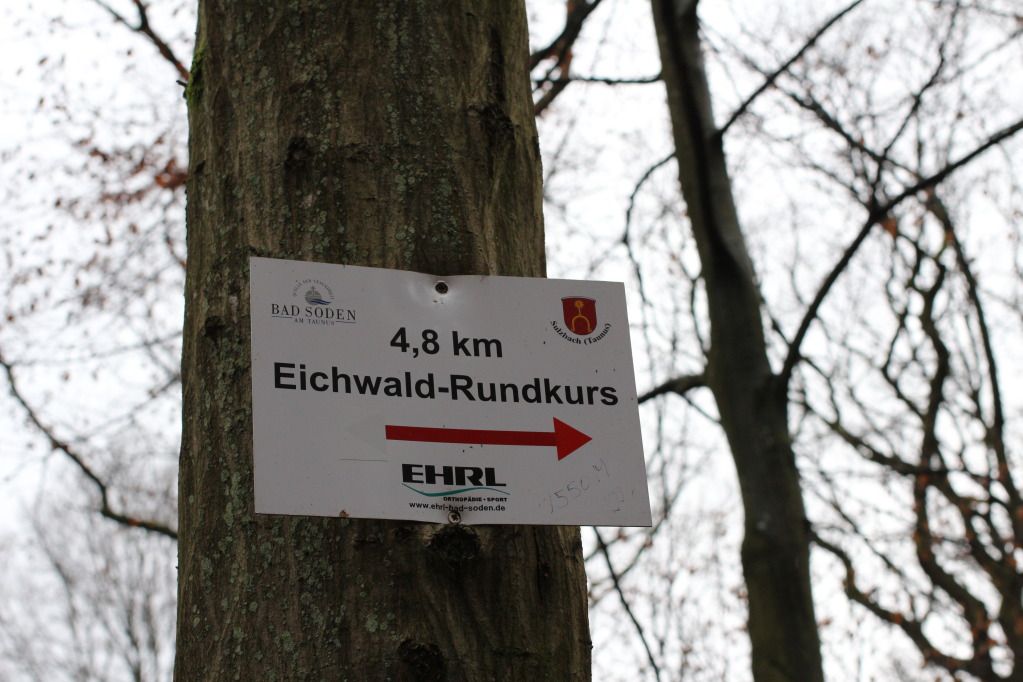 BAD SODEN
AM TAUNUS
Sulzbach (Taunus)
4,8 km
Eichwald-Rundkurs
EHRL
ORTHOPÄDIE • SPORT
www.ehrl-bad-soden.de